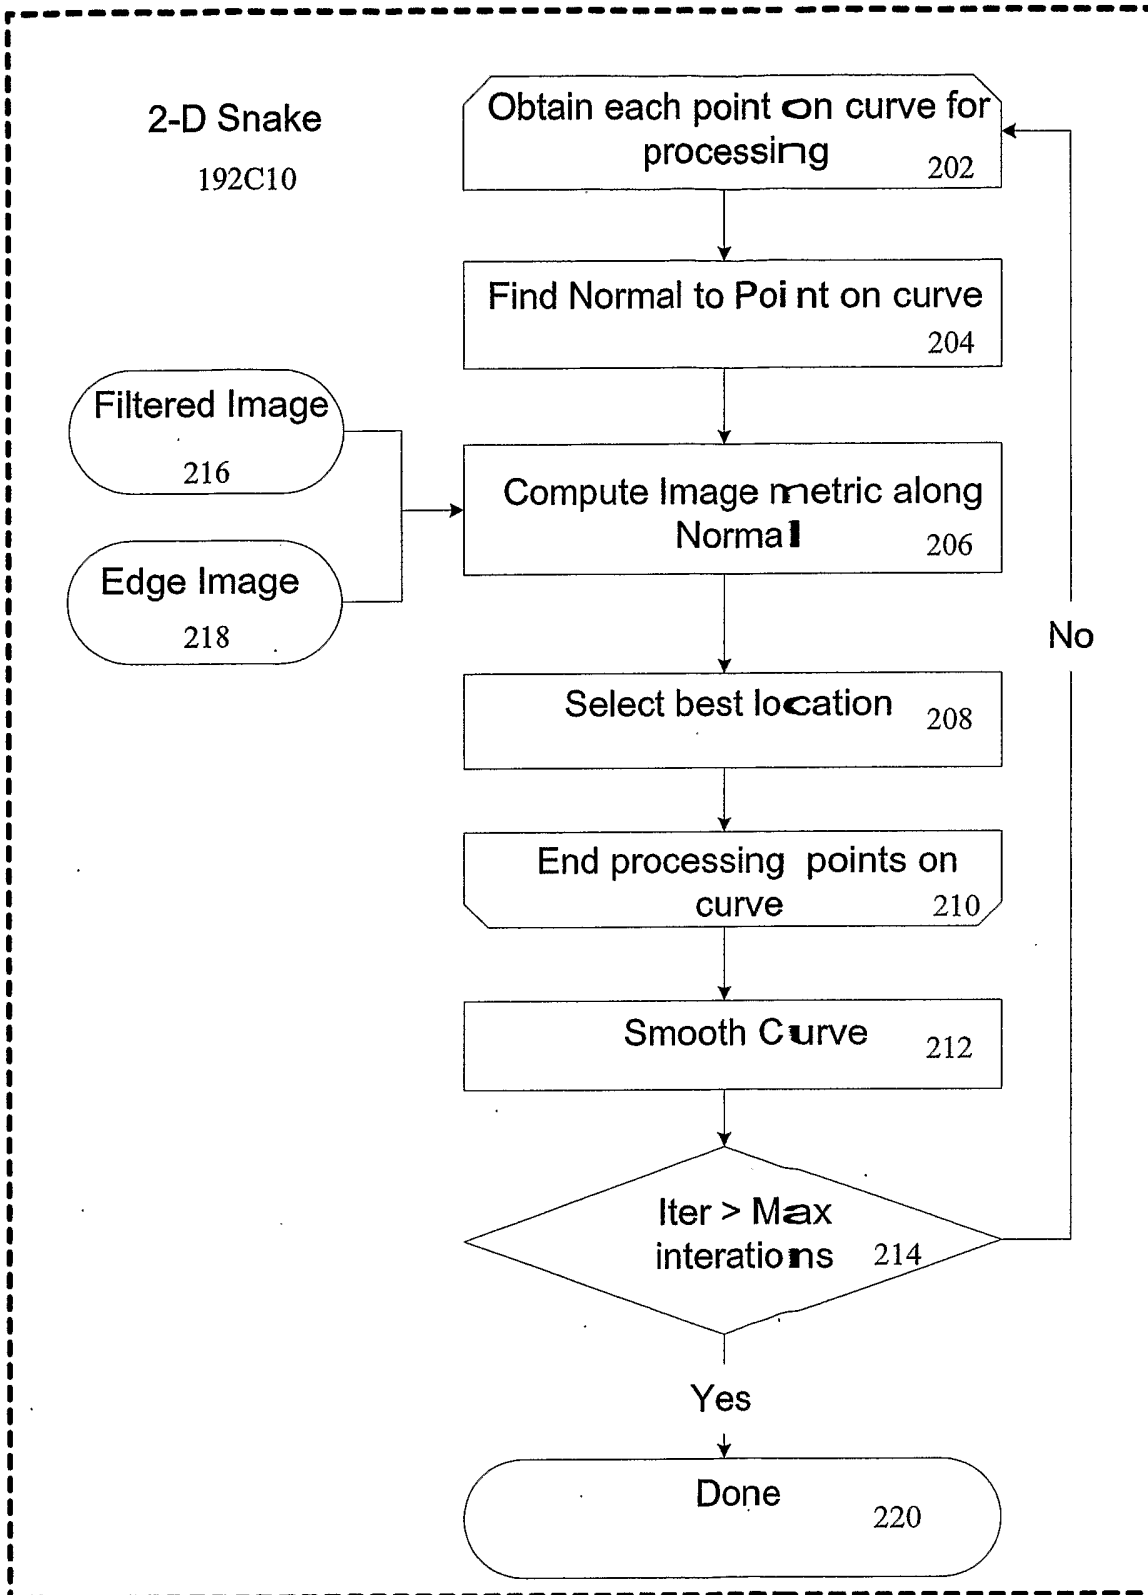 2-D Snake
192C10
Obtain each point on curve for
processing
202
Find Normal to Point on curve
204
Filtered Image
216
Compute Image metric along
Normal
206
Edge Image
218
No
Select best location
208
End processing points on
curve
210
Smooth Curve
212
Iter > Max
interations
214
Yes
Done
220